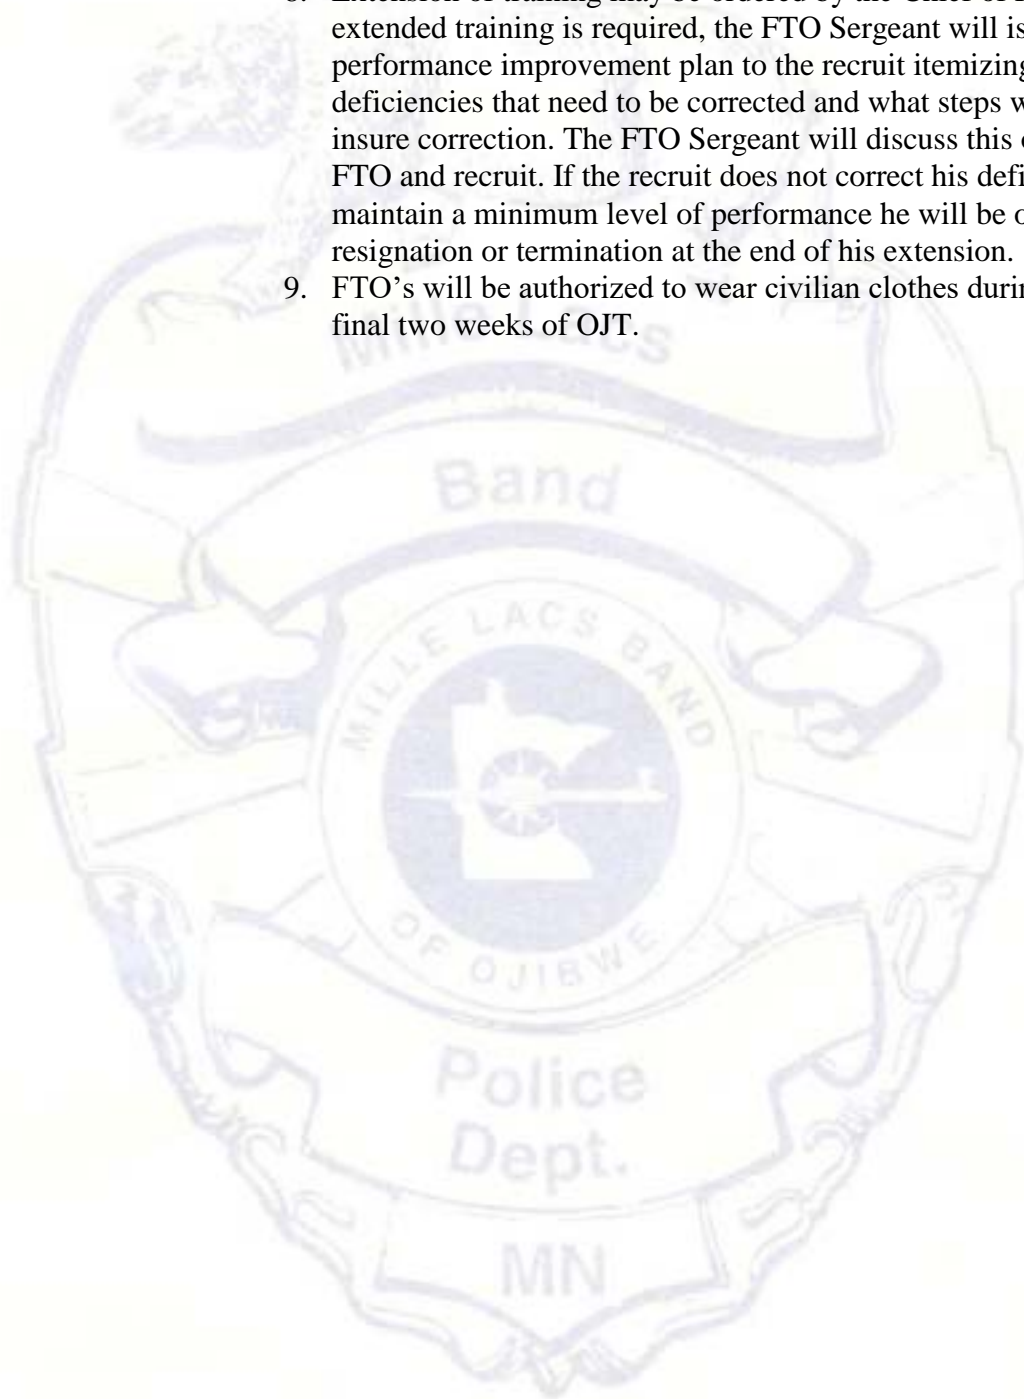 extended training is required, the FTO Sergeant will
performance improvement plan to the recruit itemizing
deficiencies that need to be corrected and what steps
insure correction. The FTO Sergeant will discuss this
FTO and recruit. If the recruit does not correct his
maintain a minimum level of performance he will be
resignation or termination at the end of his extension.
9. FTO's will be authorized to wear civilian clothes
final two weeks of OJT.
Mille Lacs
Band
MILLE LACS BAND
OF OJIBWE
Police
Dept.
MN